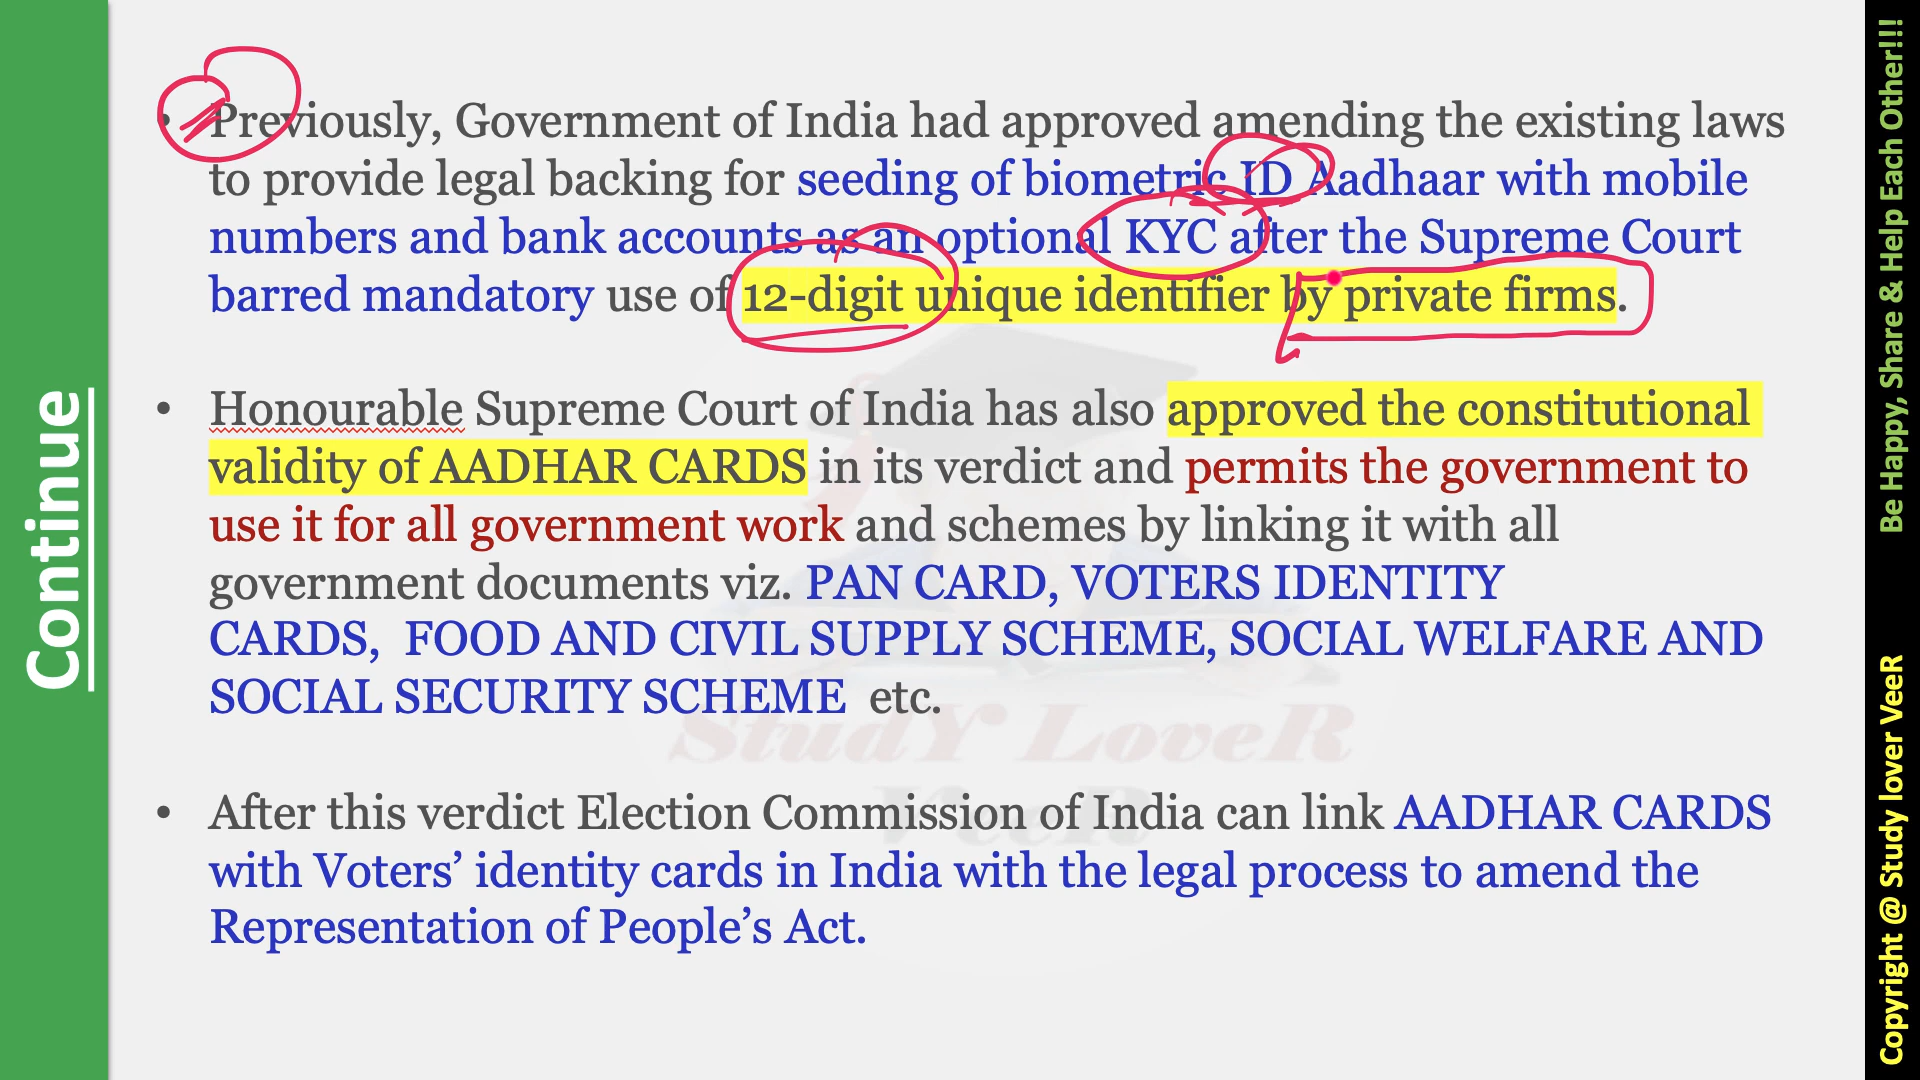 Continue
• Previously, Government of India had approved amending the existing laws
to provide legal backing for seeding of biometric ID Aadhaar with mobile
numbers and bank accounts as an optional KYC after the Supreme Court
barred mandatory use of 12-digit unique identifier by private firms.
• Honourable Supreme Court of India has also approved the constitutional
validity of AADHAR CARDS in its verdict and permits the government to
use it for all government work and schemes by linking it with all
government documents viz. PAN CARD, VOTERS IDENTITY
CARDS,  FOOD AND CIVIL SUPPLY SCHEME, SOCIAL WELFARE AND
SOCIAL SECURITY SCHEME  etc.
StudY LoveR
VeeR
• After this verdict Election Commission of India can link AADHAR CARDS
with Voters’ identity cards in India with the legal process to amend the
Representation of People’s Act.
Be Happy, Share & Help Each Other!!!
Copyright @ Study lover VeeR